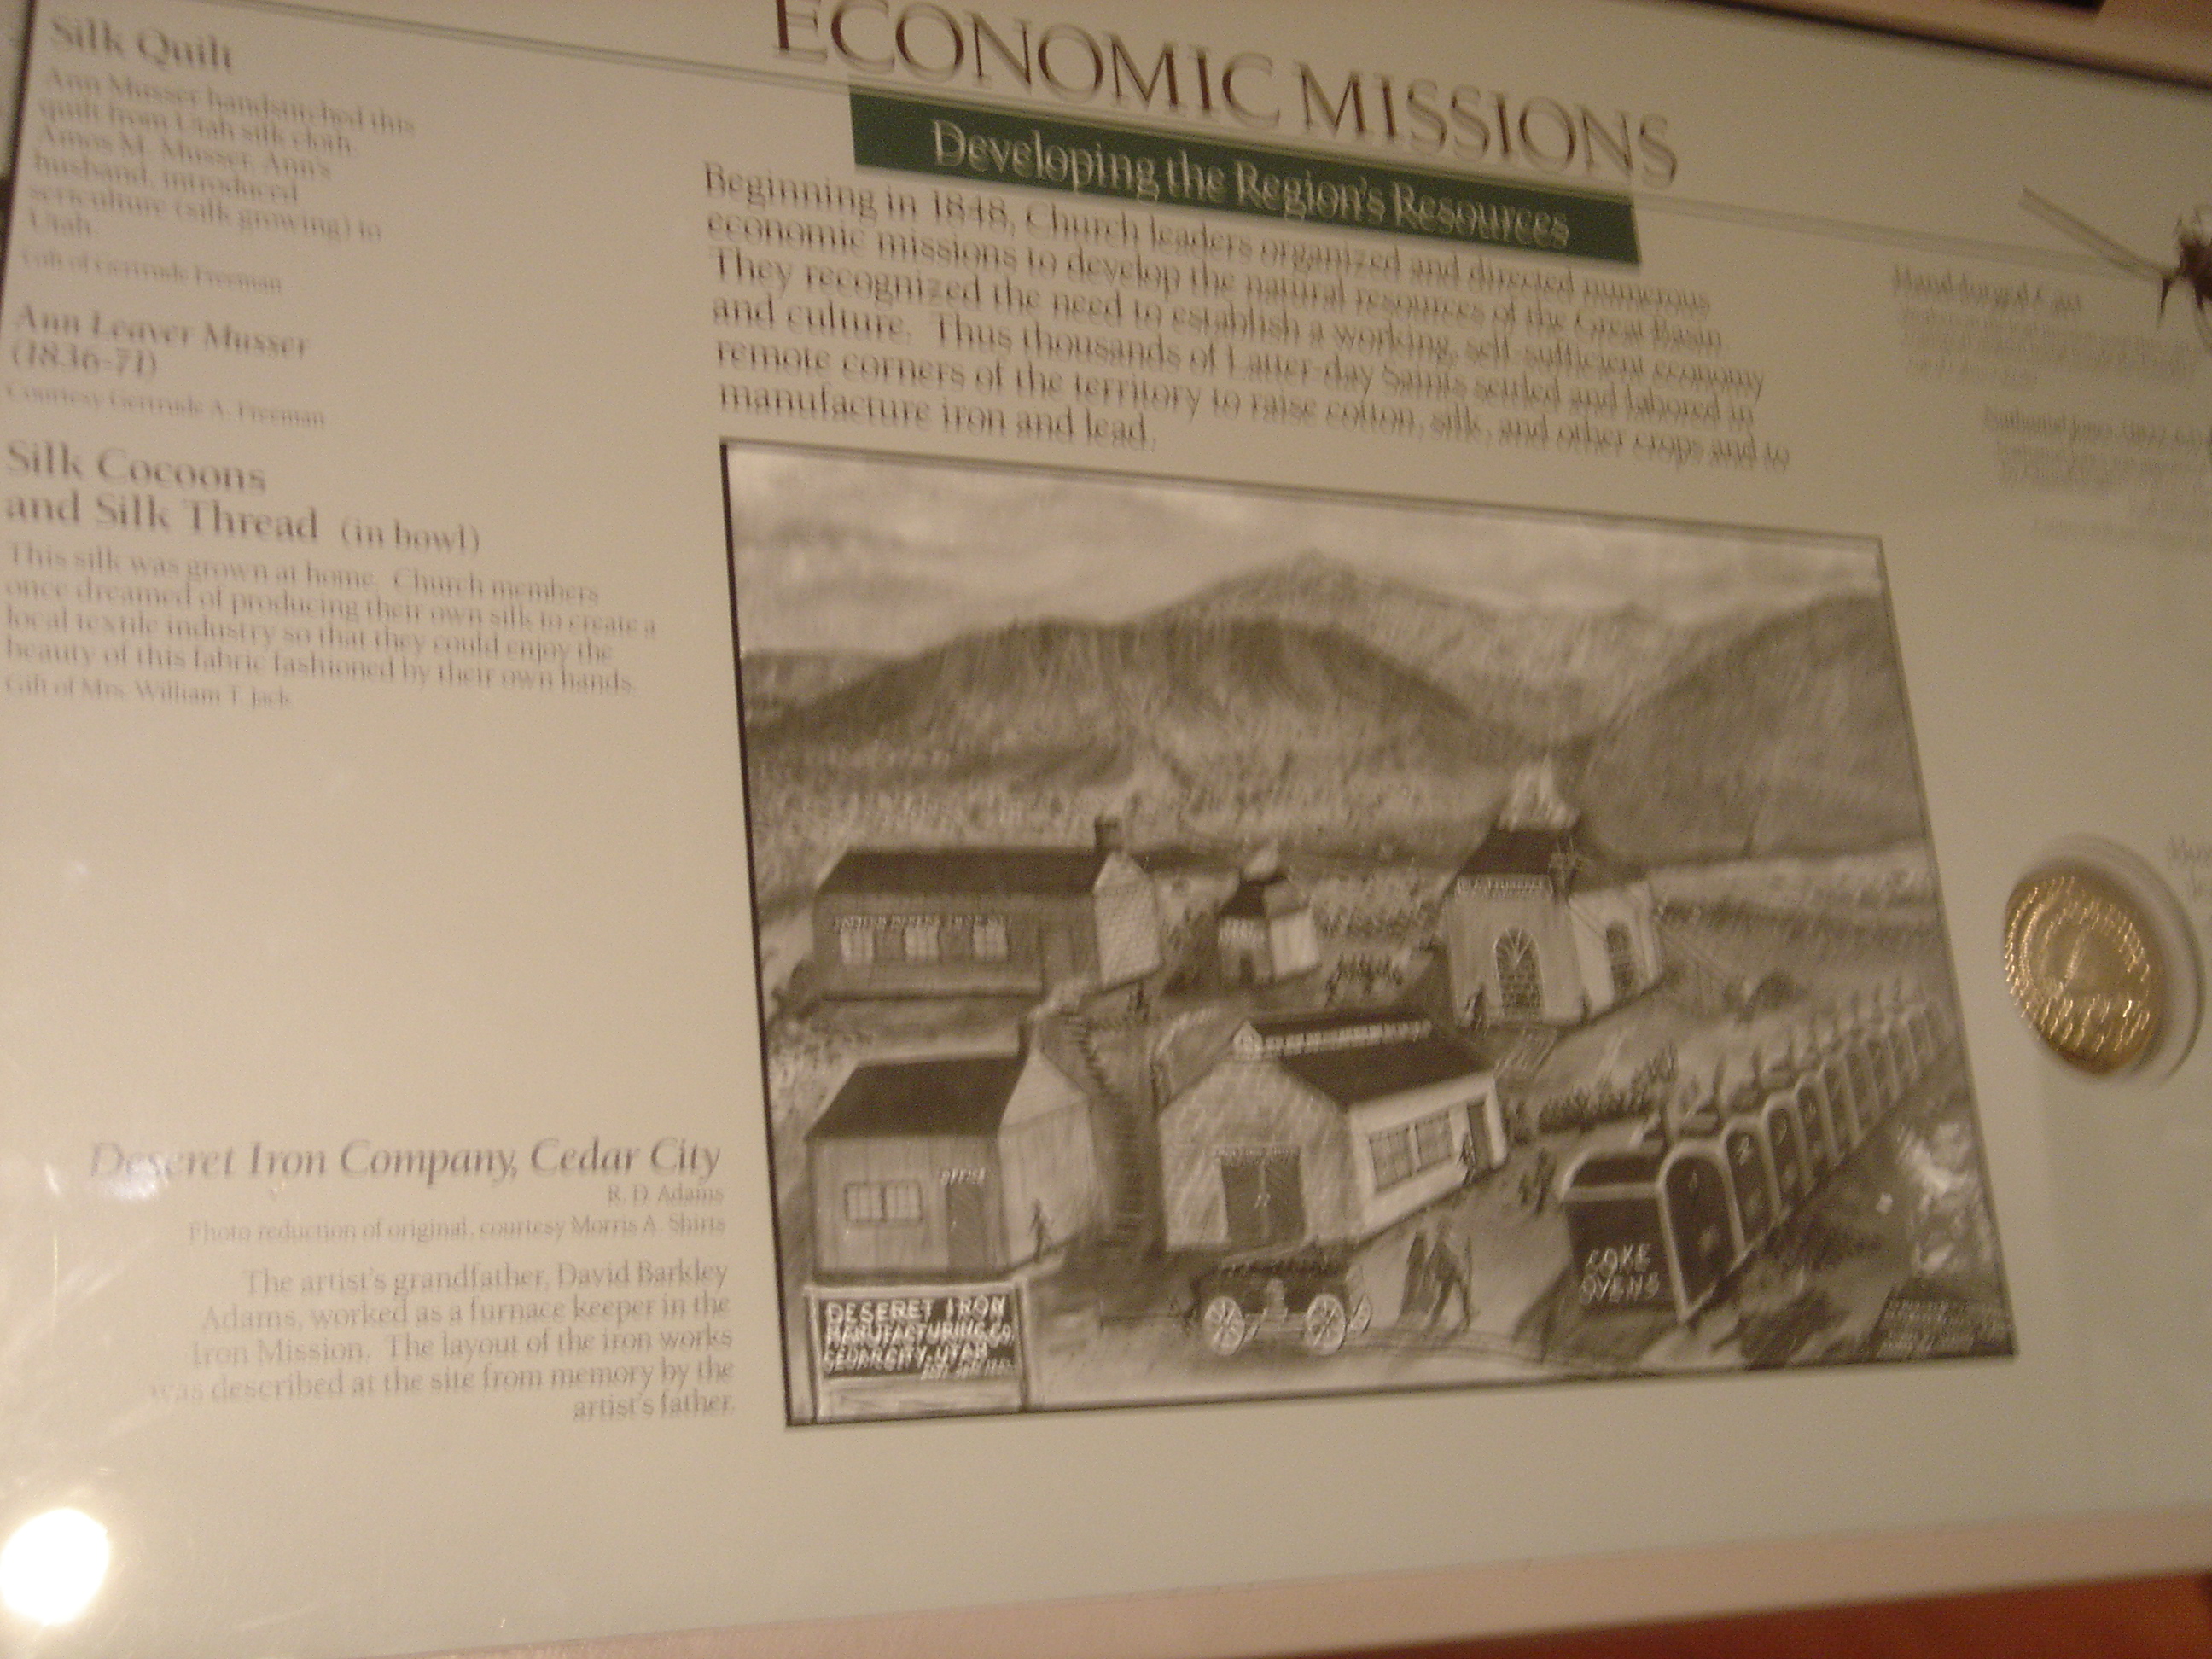 ECONOMIC MISSIONS
Developing the Region's Resources
Beginning in 1848, Church leaders organized and directed numerous
economic missions to develop the natural resources of the Great Basin.
They recognized the need to establish a working, self-sufficient economy
and culture. Thus thousands of Latter-day Saints settled and labored in
remote corners of the territory to raise cotton, silk, and other crops and to
manufacture iron and lead.
Silk Quilt
Ann Musser handstitched this
quilt from Utah silk cloth.
Amos M. Musser, Ann's
husband, introduced
sericulture (silk growing) to
Utah.
Gift of Gertrude Freeman
Ann Leaver Musser
(1836-71)
Courtesy Gertrude A. Freeman
Silk Cocoons
and Silk Thread (in bowl)
This silk was grown at home. Church members
once dreamed of producing their own silk to create a
local textile industry so that they could enjoy the
beauty of this fabric fashioned by their own hands.
Gift of Mrs. William T. Jack
Deseret Iron Company, Cedar City
R. D. Adams
Photo reduction of original, courtesy Morris A. Shirts
The artist's grandfather, David Barkley
Adams, worked as a furnace keeper in the
Iron Mission. The layout of the iron works
was described at the site from memory by the
artist's father.
PATTERN MAKERS SHOP
OFFICE
DESERET IRON
MANUFACTURING CO.
CEDAR CITY, UTAH
COKE
OVENS